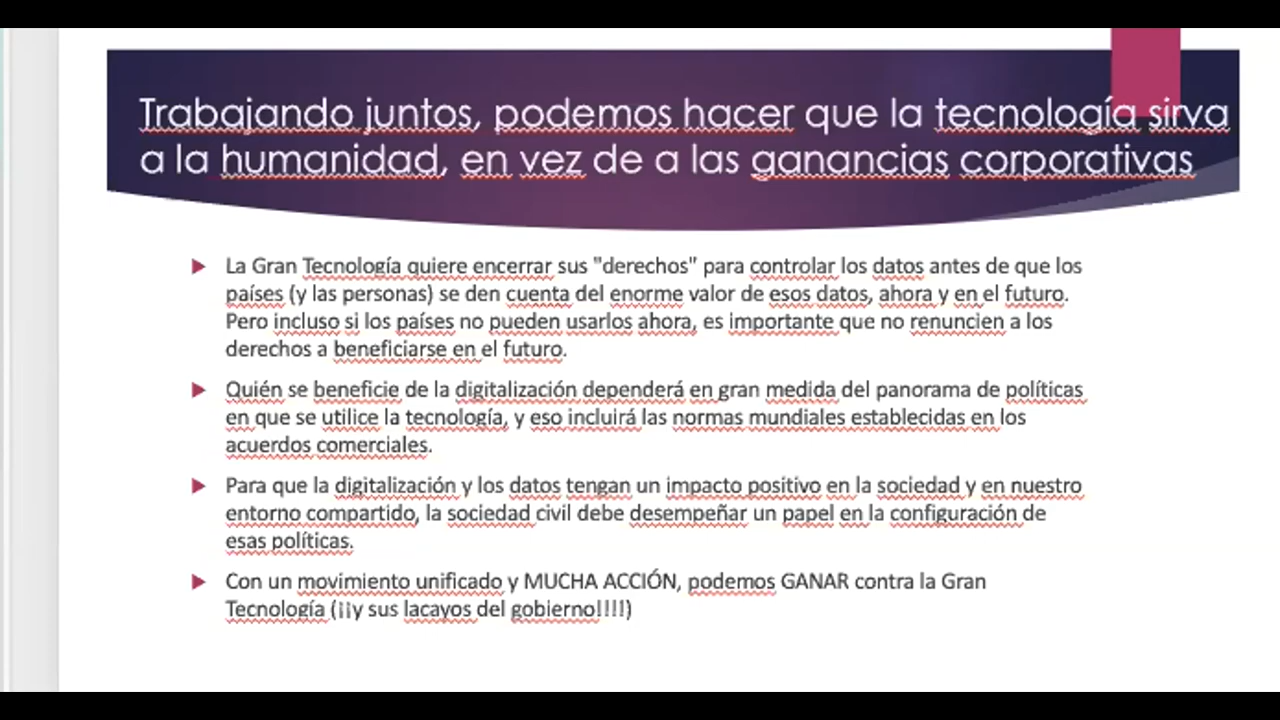 Trabajando juntos, podemos hacer que la tecnología sirva
a la humanidad, en vez de a las ganancias corporativas
La Gran Tecnología quiere encerrar sus "derechos" para controlar los datos antes de que los
países (y las personas) se den cuenta del enorme valor de esos datos, ahora y en el futuro.
Pero incluso si los países no pueden usarlos ahora, es importante que no renuncien a los
derechos a beneficiarse en el futuro.
Quién se beneficie de la digitalización dependerá en gran medida del panorama de políticas
en que se utilice la tecnología, y eso incluirá las normas mundiales establecidas en los
acuerdos comerciales.
Para que la digitalización y los datos tengan un impacto positivo en la sociedad y en nuestro
entorno compartido, la sociedad civil debe desempeñar un papel en la configuración de
esas políticas.
Con un movimiento unificado y MUCHA ACCIÓN, podemos GANAR contra la Gran
Tecnología (¡¡y sus lacayos del gobierno!!!!)